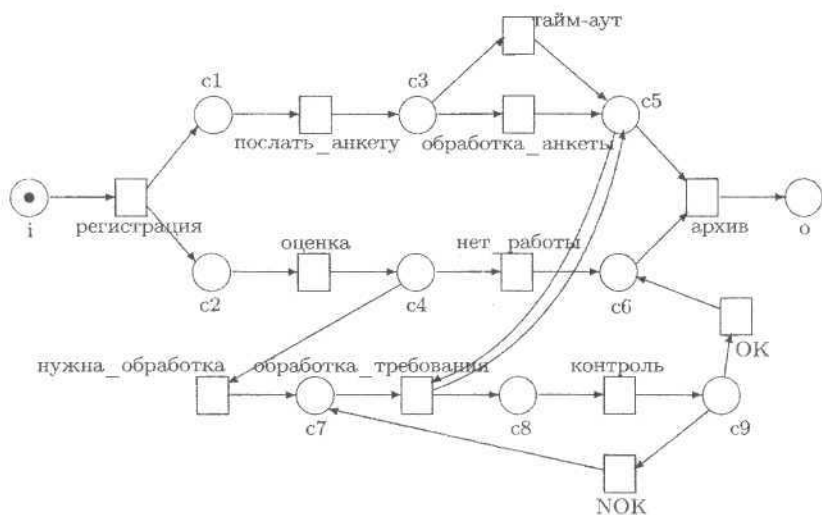 тайм-аут
c1
c3
c5
послать_анкету
обработка_анкеты
i
регистрация
архив
o
оценка
нет_работы
c2
c4
c6
OK
нужна_обработка
обработка_требования
контроль
c7
c8
c9
NOK